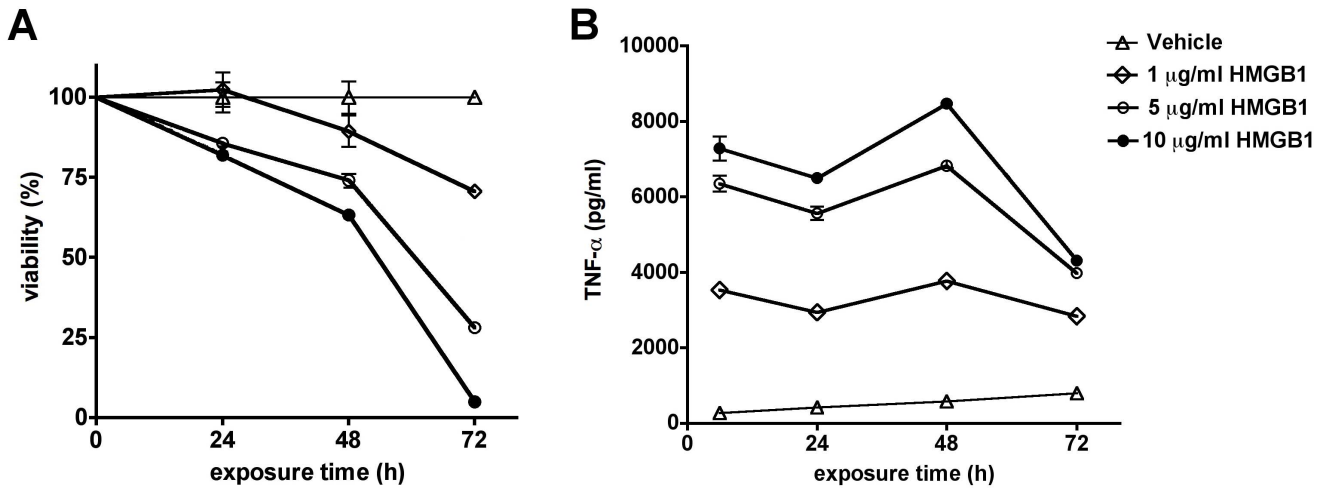 A
viability (%)
100
75
50
25
0
0 24 48 72
exposure time (h)
B
TNF-α (pg/ml)
10000
8000
6000
4000
2000
0
0 24 48 72
exposure time (h)
Vehicle
1 μg/ml HMGB1
5 μg/ml HMGB1
10 μg/ml HMGB1